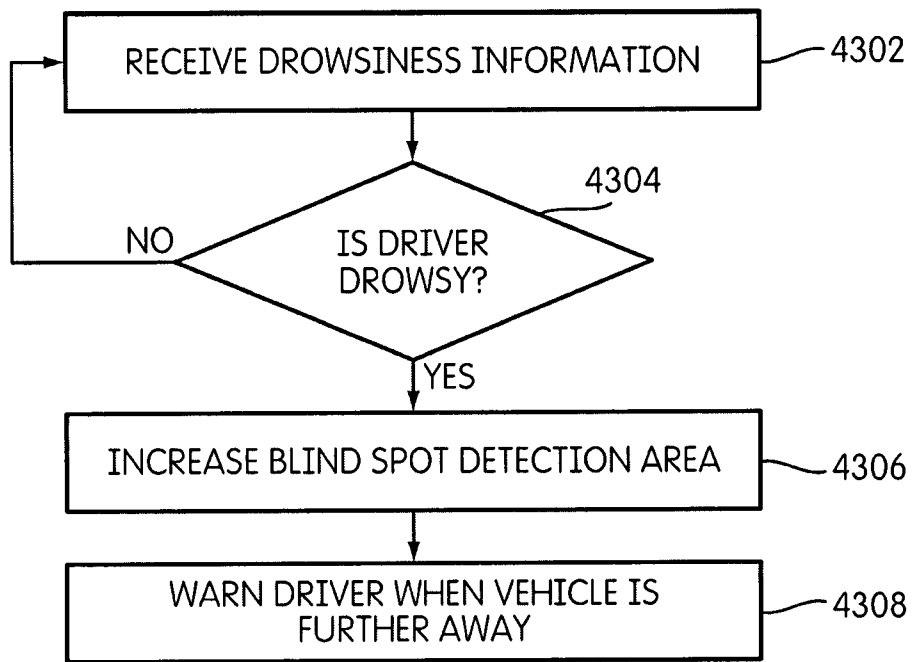 RECEIVE DROWSINESS INFORMATION
4302
4304
IS DRIVER
DROWSY?
NO
YES
INCREASE BLIND SPOT DETECTION AREA
4306
WARN DRIVER WHEN VEHICLE IS
FURTHER AWAY
4308